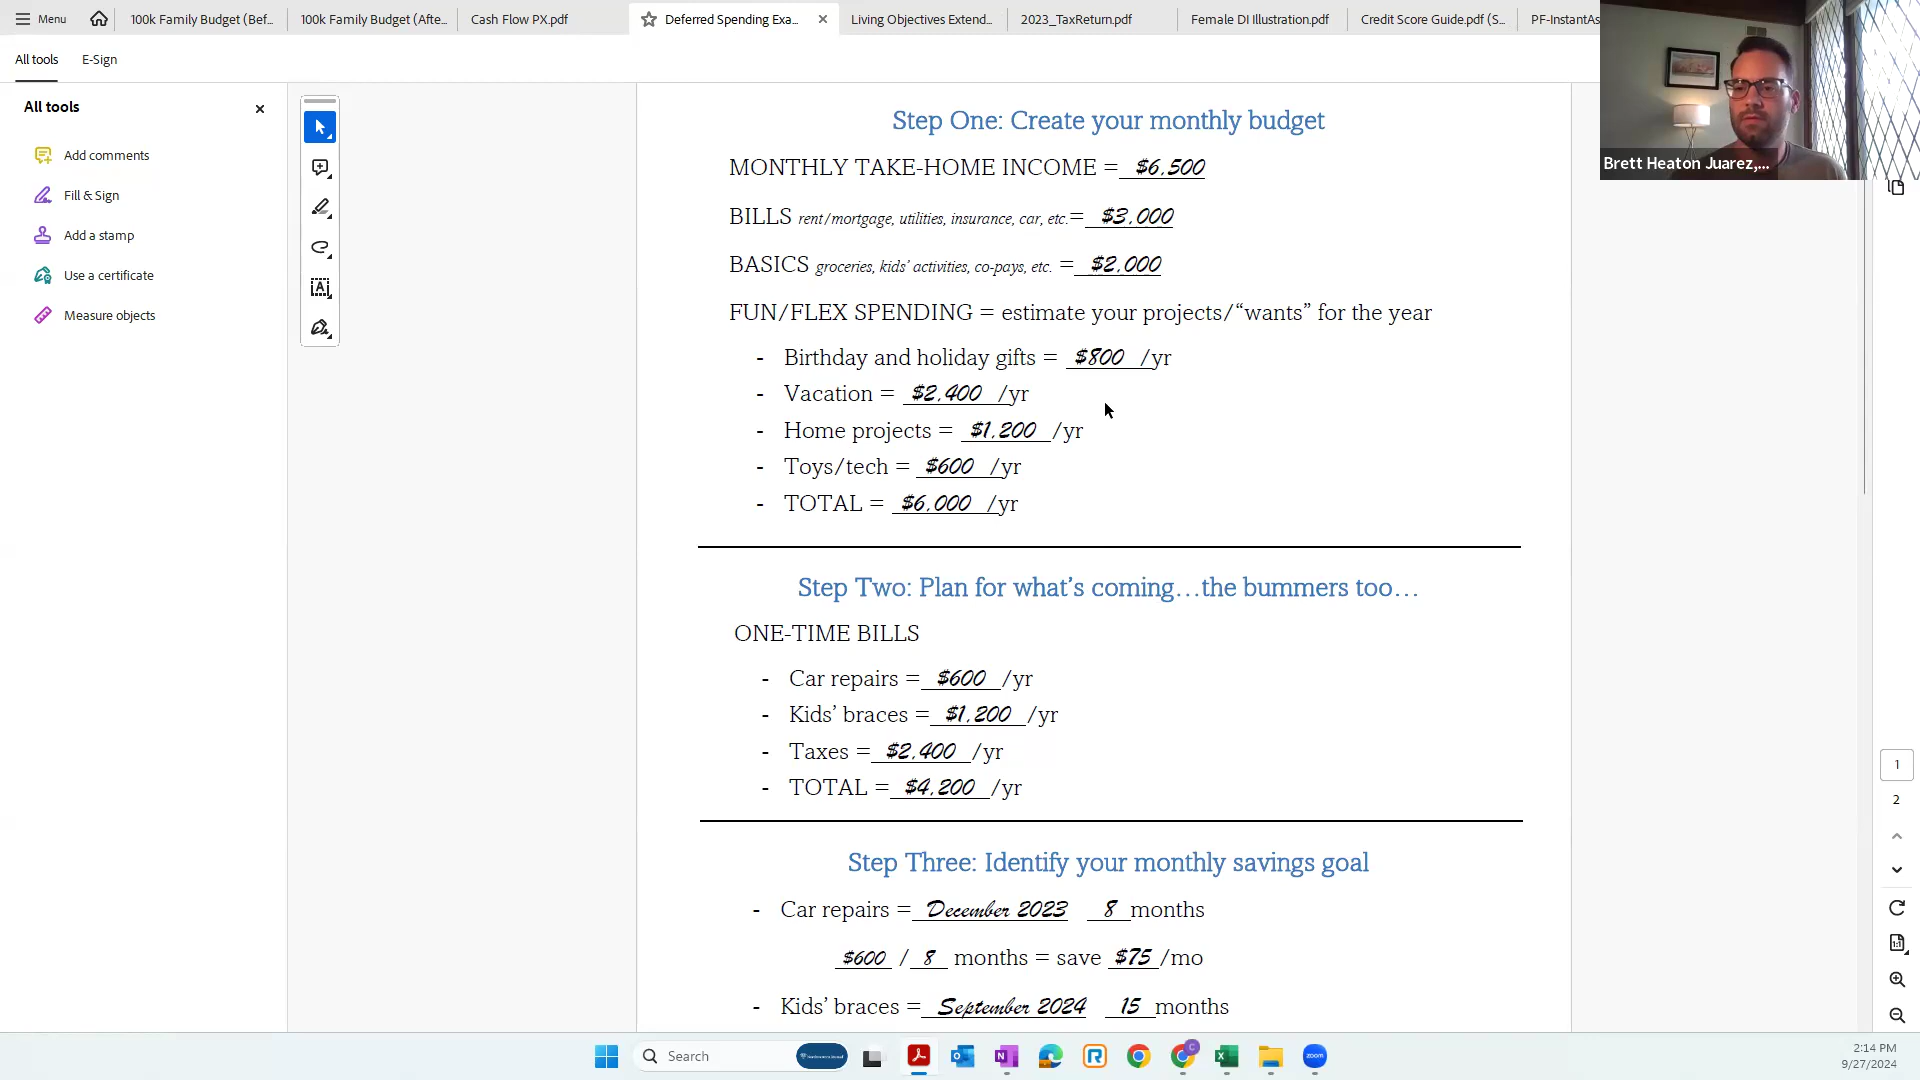 Menu
100k Family Budget (Bef...
100k Family Budget (Afte...
Cash Flow PX.pdf
Deferred Spending Exa...
Living Objectives Extend...
2023_TaxReturn.pdf
Female DI Illustration.pdf
Credit Score Guide.pdf (S...
PF-InstantAs
All tools
E-Sign
All tools
Add comments
Fill & Sign
Add a stamp
Use a certificate
Measure objects
Brett Heaton Juarez,...
Step One: Create your monthly budget
MONTHLY TAKE-HOME INCOME = $6,500
BILLS rent/mortgage, utilities, insurance, car, etc.= $3,000
BASICS groceries, kids’ activities, co-pays, etc. = $2,000
FUN/FLEX SPENDING = estimate your projects/“wants” for the year
- Birthday and holiday gifts = $800 /yr
- Vacation = $2,400 /yr
- Home projects = $1,200 /yr
- Toys/tech = $600 /yr
- TOTAL = $6,000 /yr
Step Two: Plan for what’s coming…the bummers too…
ONE-TIME BILLS
- Car repairs = $600 /yr
- Kids’ braces = $1,200 /yr
- Taxes = $2,400 /yr
- TOTAL = $4,200 /yr
Step Three: Identify your monthly savings goal
- Car repairs = December 2023 8 months
$600 / 8 months = save $75 /mo
- Kids’ braces = September 2024 15 months
1
2
Search
zoom
2:14 PM
9/27/2024